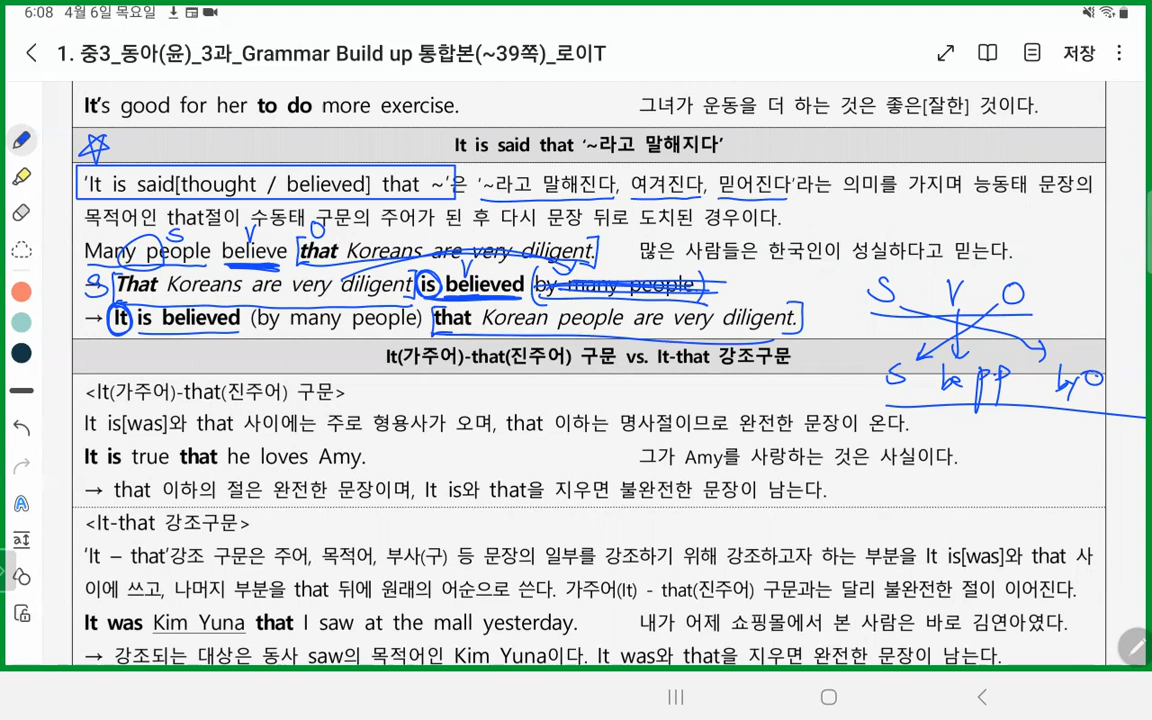 6:08 4월 6일 목요일
1. 중3_동아(윤)_3과_Grammar Build up 통합본(~39쪽)_로이T 저장
It's good for her to do more exercise. 그녀가 운동을 더 하는 것은 좋은[잘한] 것이다.
It is said that '~라고 말해지다'
'It is said[thought / believed] that ~'은 '~라고 말해진다, 여겨진다, 믿어진다'라는 의미를 가지며 능동태 문장의
목적어인 that절이 수동태 구문의 주어가 된 후 다시 문장 뒤로 도치된 경우이다.
S V O
Many people believe that Koreans are very diligent. 많은 사람들은 한국인이 성실하다고 믿는다.
S V
→ That Koreans are very diligent is believed (by many people)
S V O
→ It is believed (by many people) that Korean people are very diligent.
It(가주어)-that(진주어) 구문 vs. It-that 강조구문
S be p.p by O
<It(가주어)-that(진주어) 구문>
It is[was]와 that 사이에는 주로 형용사가 오며, that 이하는 명사절이므로 완전한 문장이 온다.
It is true that he loves Amy. 그가 Amy를 사랑하는 것은 사실이다.
→ that 이하의 절은 완전한 문장이며, It is와 that을 지우면 불완전한 문장이 남는다.
<It-that 강조구문>
'It – that'강조 구문은 주어, 목적어, 부사(구) 등 문장의 일부를 강조하기 위해 강조하고자 하는 부분을 It is[was]와 that 사
이에 쓰고, 나머지 부분을 that 뒤에 원래의 어순으로 쓴다. 가주어(It) - that(진주어) 구문과는 달리 불완전한 절이 이어진다.
It was Kim Yuna that I saw at the mall yesterday. 내가 어제 쇼핑몰에서 본 사람은 바로 김연아였다.
→ 강조되는 대상은 동사 saw의 목적어인 Kim Yuna이다. It was와 that을 지우면 완전한 문장이 남는다.